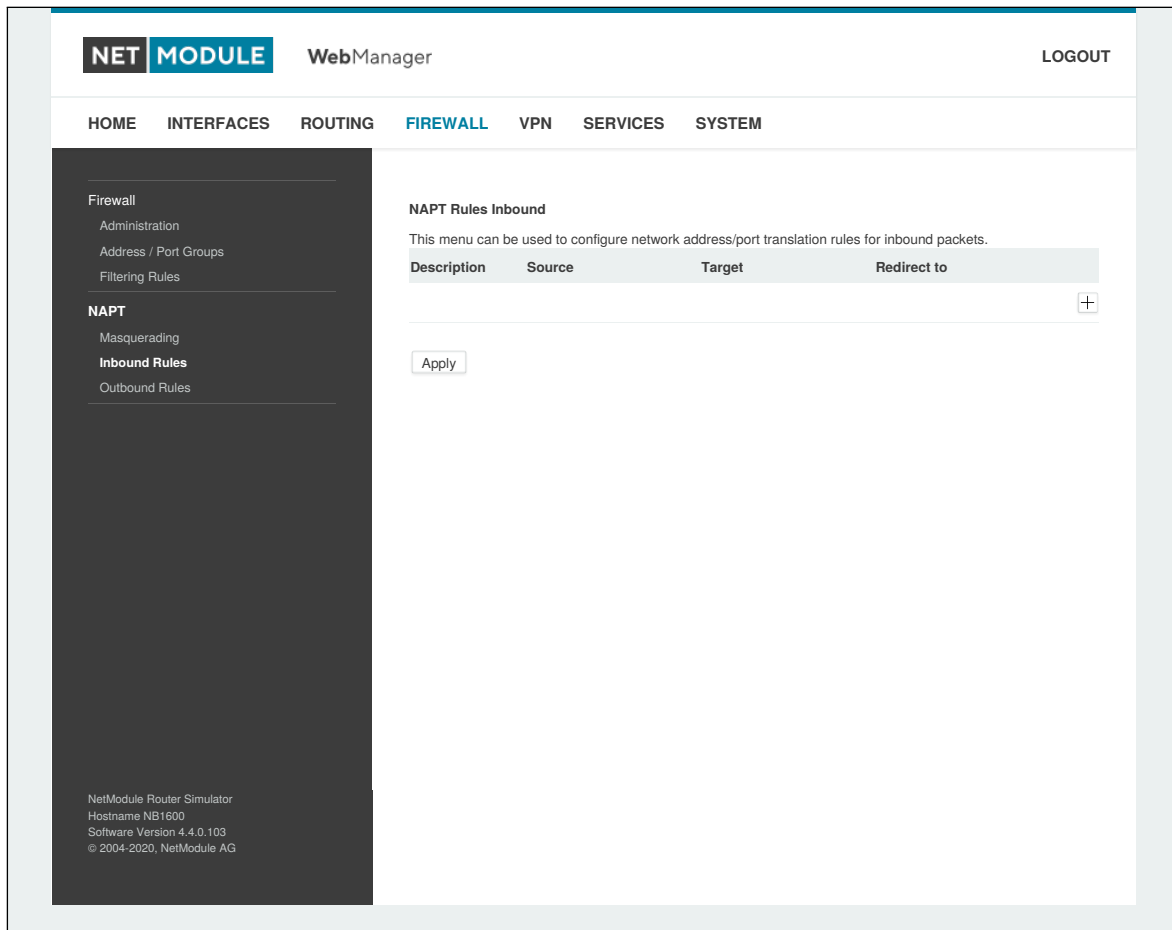 NET MODULE WebManager LOGOUT
HOME INTERFACES ROUTING FIREWALL VPN SERVICES SYSTEM
Firewall
Administration
Address / Port Groups
Filtering Rules
NAPT
Masquerading
Inbound Rules
Outbound Rules
NAPT Rules Inbound
This menu can be used to configure network address/port translation rules for inbound packets.
Description Source Target Redirect to
Apply
NetModule Router Simulator
Hostname NB1600
Software Version 4.4.0.103
© 2004-2020, NetModule AG